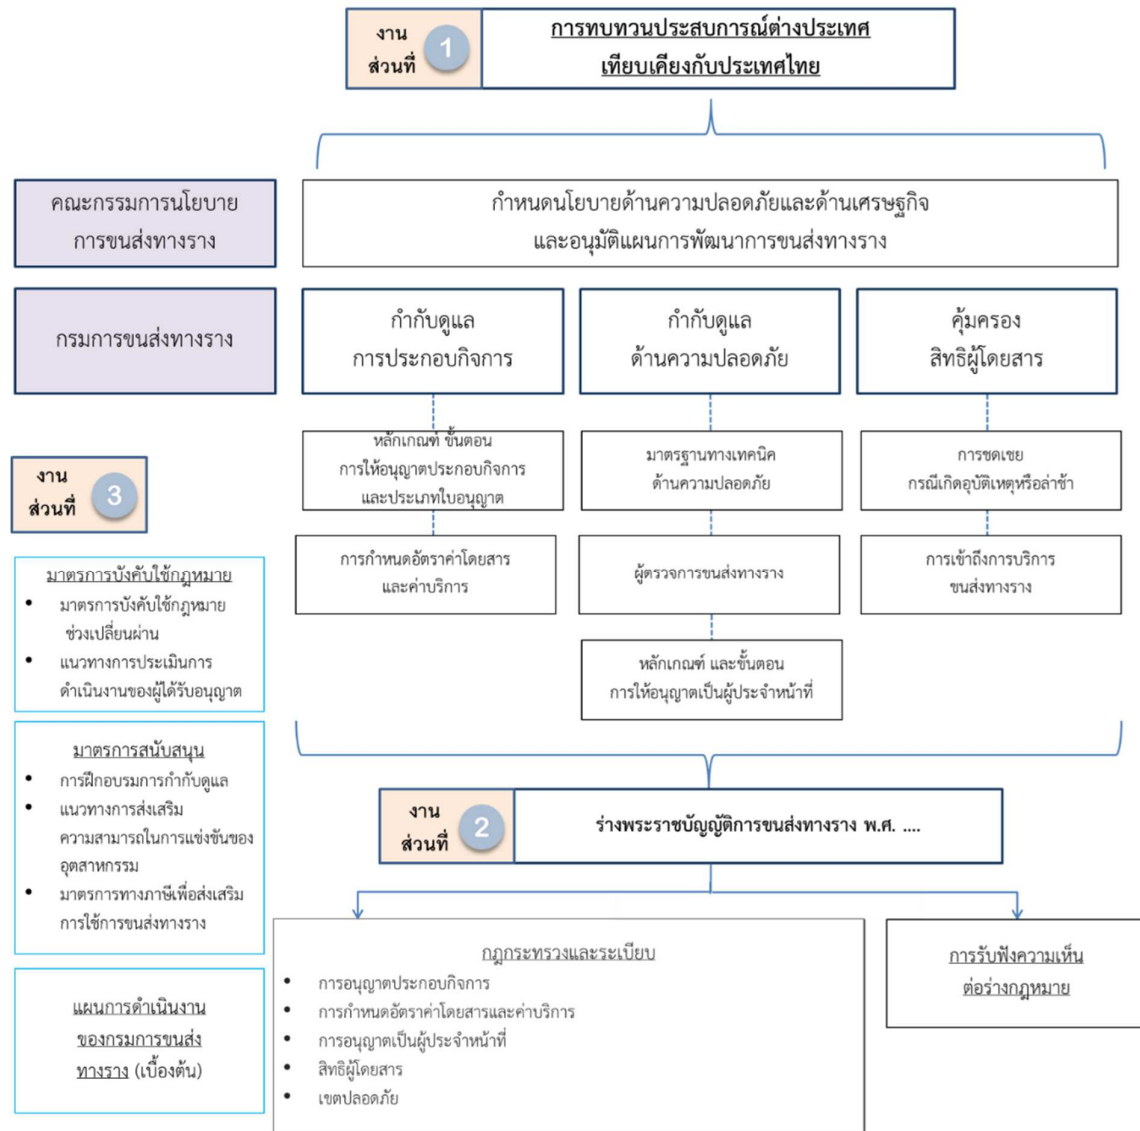 งาน
ส่วนที่
1
การทบทวนประสบการณ์ต่างประเทศ
เทียบเคียงกับประเทศไทย
คณะกรรมการนโยบาย
การขนส่งทางราง
กำหนดนโยบายด้านความปลอดภัยและด้านเศรษฐกิจ
และอนุมัติแผนการพัฒนาการขนส่งทางราง
กรมการขนส่งทางราง
กำกับดูแล
การประกอบกิจการ
กำกับดูแล
ด้านความปลอดภัย
คุ้มครอง
สิทธิผู้โดยสาร
หลักเกณฑ์ ขั้นตอน
การให้อนุญาตประกอบกิจการ
และประเภทใบอนุญาต
มาตรฐานทางเทคนิค
ด้านความปลอดภัย
การชดเชย
กรณีเกิดอุบัติเหตุหรือล่าช้า
การกำหนดอัตราค่าโดยสาร
และค่าบริการ
ผู้ตรวจการขนส่งทางราง
การเข้าถึงการบริการ
ขนส่งทางราง
หลักเกณฑ์ และขั้นตอน
การให้อนุญาตเป็นผู้ประจำหน้าที่
งาน
ส่วนที่
3
มาตรการบังคับใช้กฎหมาย
• มาตรการบังคับใช้กฎหมาย
ช่วงเปลี่ยนผ่าน
• แนวทางการประเมินการ
ดำเนินงานของผู้ได้รับอนุญาต
มาตรการสนับสนุน
• การฝึกอบรมการกำกับดูแล
• แนวทางการส่งเสริม
ความสามารถในการแข่งขันของ
อุตสาหกรรม
• มาตรการทางภาษีเพื่อส่งเสริม
การใช้การขนส่งทางราง
แผนการดำเนินงาน
ของกรมการขนส่ง
ทางราง (เบื้องต้น)
งาน
ส่วนที่
2
ร่างพระราชบัญญัติการขนส่งทางราง พ.ศ. ....
กฎกระทรวงและระเบียบ
• การอนุญาตประกอบกิจการ
• การกำหนดอัตราค่าโดยสารและค่าบริการ
• การอนุญาตเป็นผู้ประจำหน้าที่
• สิทธิผู้โดยสาร
• เขตปลอดภัย
การรับฟังความเห็น
ต่อร่างกฎหมาย